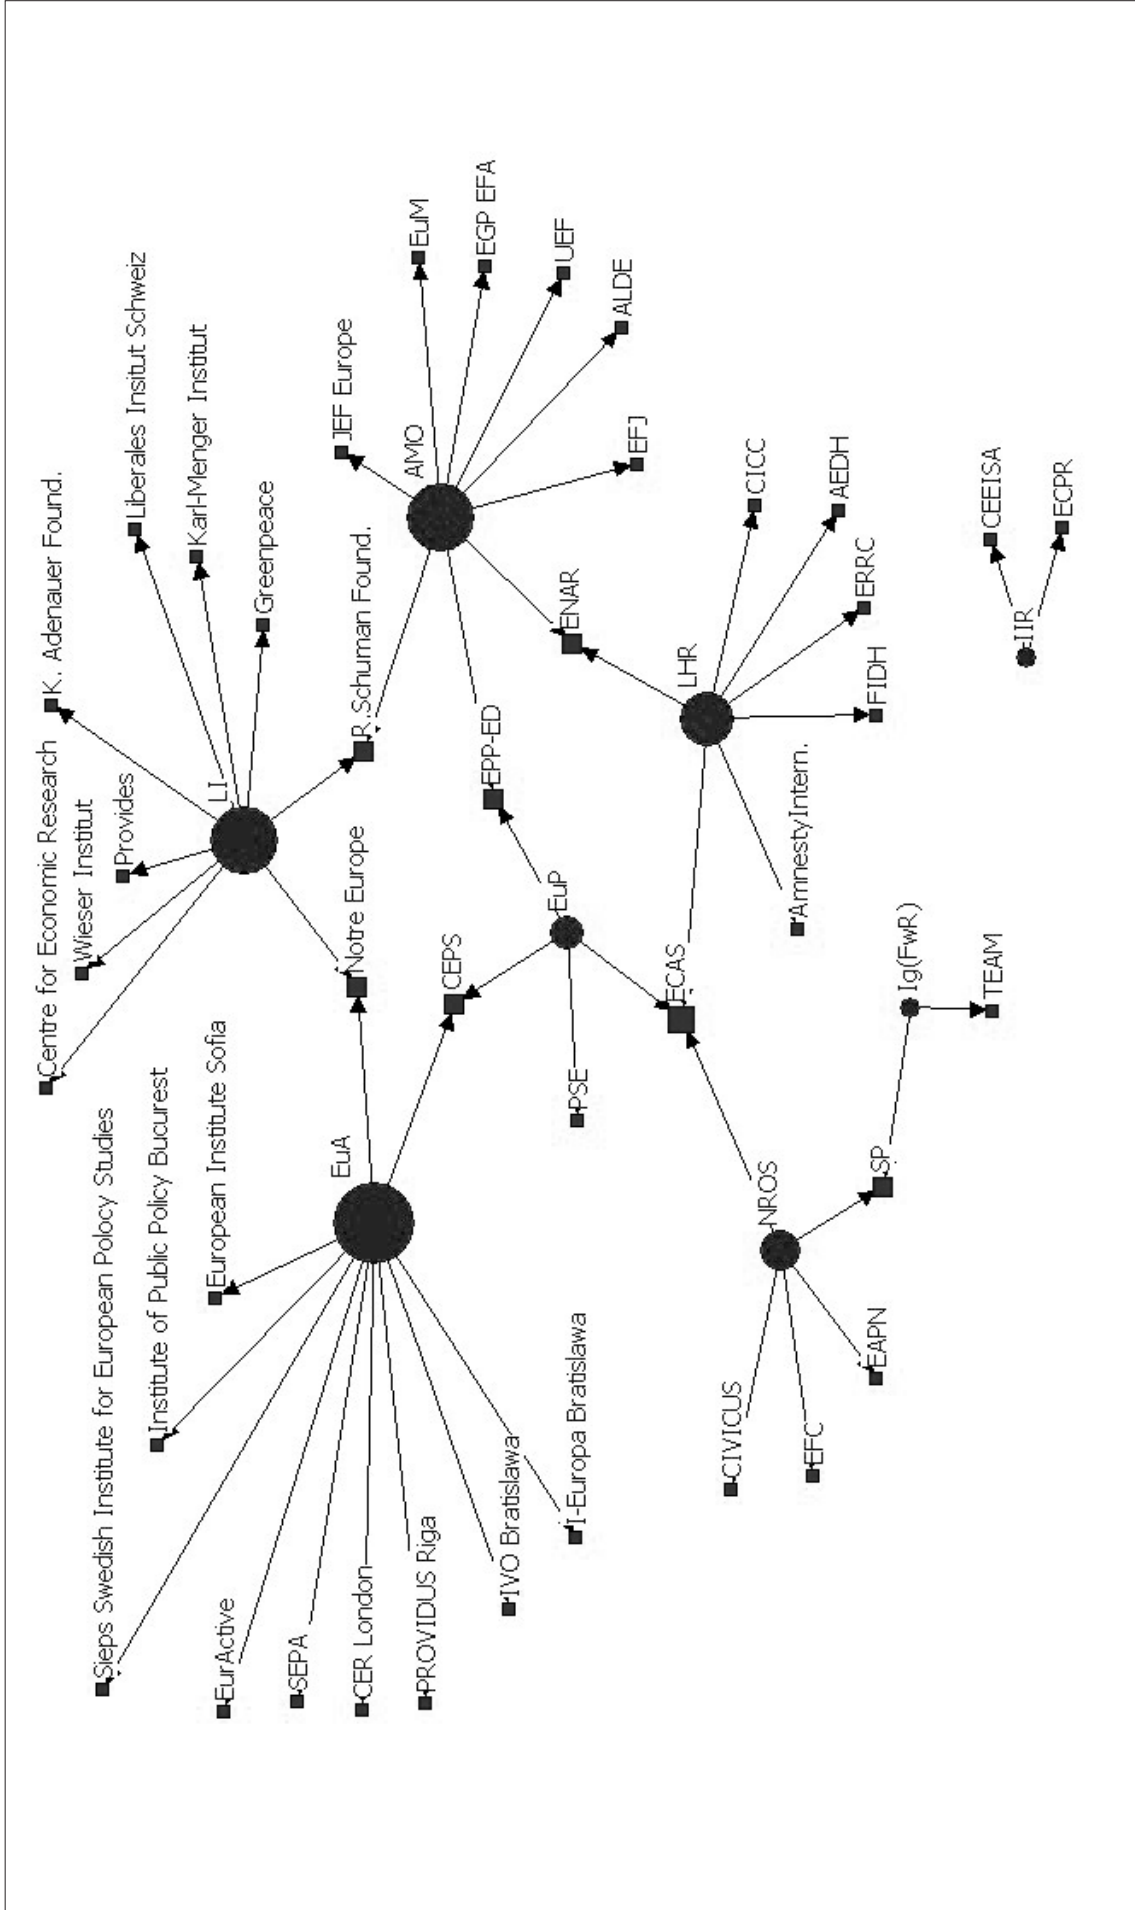 Sieps Swedish Institute for European Polocy Studies
Centre for Economic Research
K. Adenauer Found.
Wieser Institut
Provides
Liberales Insitut Schweiz
Institute of Public Policy Bucurest
Karl-Menger Institut
LI
European Institute Sofia
EurActive
Greenpeace
SEPA
EuA
Notre Europe
R.Schuman Found.
JEF Europe
CER London
AMO
EuM
PROVIDUS Riga
CEPS
EPP-ED
EGP EFA
IVO Bratislawa
EuP
ENAR
UEF
I-Europa Bratislawa
PSE
ALDE
EFJ
ECAS
LHR
CIVICUS
NROS
CICC
AmnestyIntern.
EFC
AEDH
EAPN
SP
Ig(FwR)
FIDH
ERRC
TEAM
CEEISA
IIR
ECPR